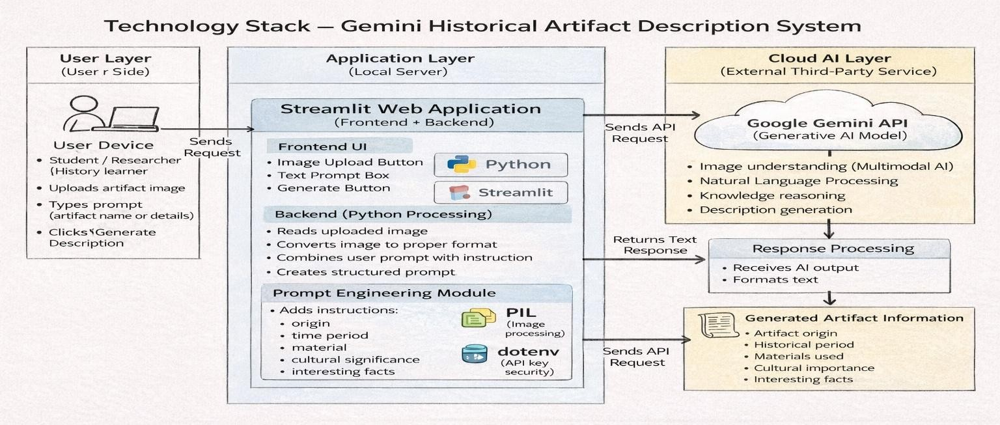 Technology Stack — Gemini Historical Artifact Description System
User Layer
(User r Side)
User Device
• Student / Researcher
(History learner
• Uploads artifact image
• Types prompt
(artifact name or details)
• Clicks "Generate
Description
Sends
Request
Application Layer
(Local Server)
Streamlit Web Application
(Frontend + Backend)
Frontend UI
• Image Upload Button
• Text Prompt Box
• Generate Button
Python
Streamlit
Backend (Python Processing)
• Reads uploaded image
• Converts image to proper format
• Combines user prompt with instruction
• Creates structured prompt
Prompt Engineering Module
• Adds instructions:
• origin
• time period
• material
• cultural significance
• interesting facts
PIL
(Image
processing)
dotenv
(API key
security)
Sends API
Request
Returns Text
Response
Sends API
Request
Cloud AI Layer
(External Third-Party Service)
Google Gemini API
(Generative AI Model)
• Image understanding (Multimodal AI)
• Natural Language Processing
• Knowledge reasoning
• Description generation
Response Processing
• Receives AI output
• Formats text
Generated Artifact Information
• Artifact origin
• Historical period
• Materials used
• Cultural importance
• Interesting facts